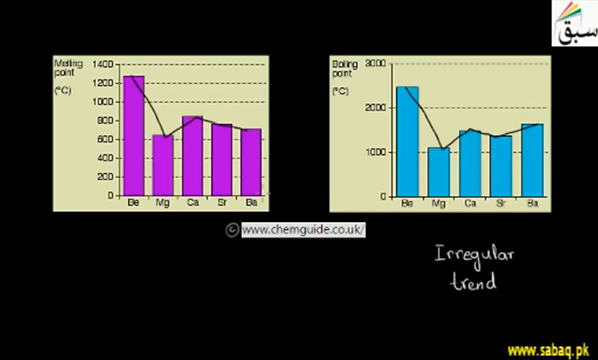 سبق
Melting
point
(°C)
1400
1200
1000
800
600
400
200
0
Be Mg Ca Sr Ba
Boiling
point
(°C)
3000
2000
1000
0
Be Mg Ca Sr Ba
© www.chemguide.co.uk/
Irregular
trend
www.sabaq.pk